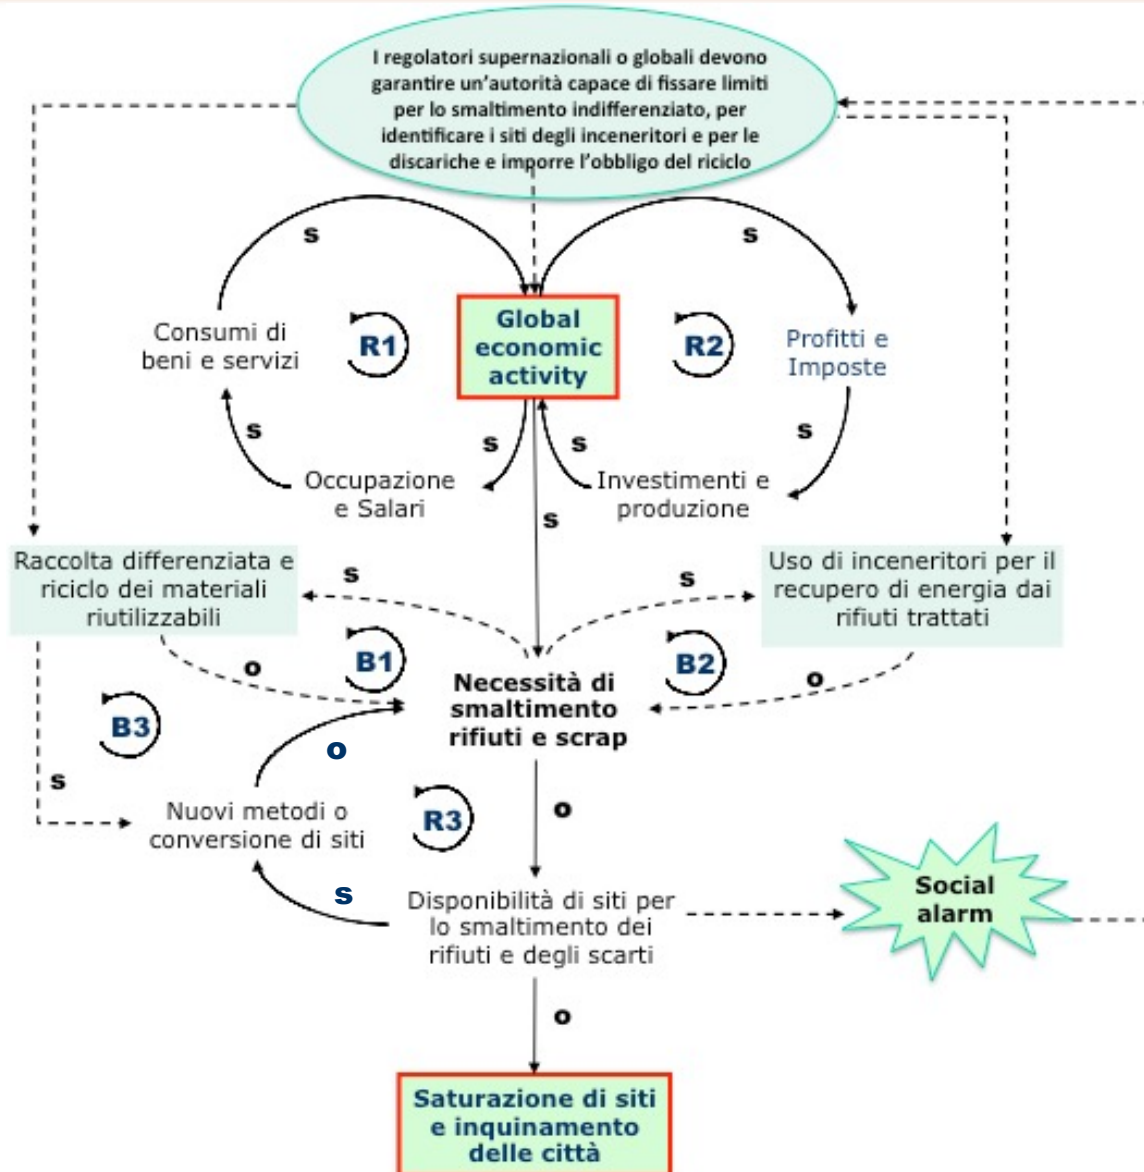 I regolatori supernazionali o globali devono
garantire un'autorità capace di fissare limiti
per lo smaltimento indifferenziato, per
identificare i siti degli inceneritori e per le
discariche e imporre l'obbligo del riciclo
s
s
Consumi di
beni e servizi
R1
Global
economic
activity
R2
Profitti e
Imposte
s
s
s
s
Occupazione
e Salari
Investimenti e
produzione
s
Raccolta differenziata e
riciclo dei materiali
riutilizzabili
s
s
Uso di inceneritori per il
recupero di energia dai
rifiuti trattati
B1
B2
o
o
Necessità di
smaltimento
rifiuti e scrap
B3
o
s
Nuovi metodi o
conversione di siti
R3
o
s
Disponibilità di siti per
lo smaltimento dei
rifiuti e degli scarti
Social
alarm
o
Saturazione di siti
e inquinamento
delle città